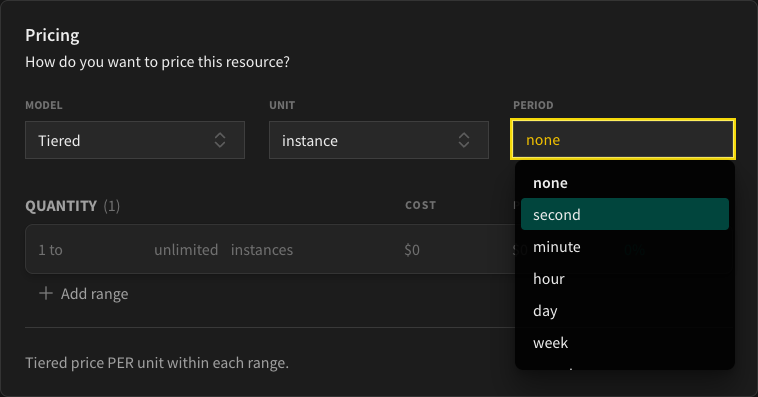 Pricing
How do you want to price this resource?
MODEL
UNIT
PERIOD
Tiered
instance
none
none
second
minute
hour
day
week
QUANTITY (1)
COST
1 to unlimited instances $0
+ Add range
Tiered price PER unit within each range.